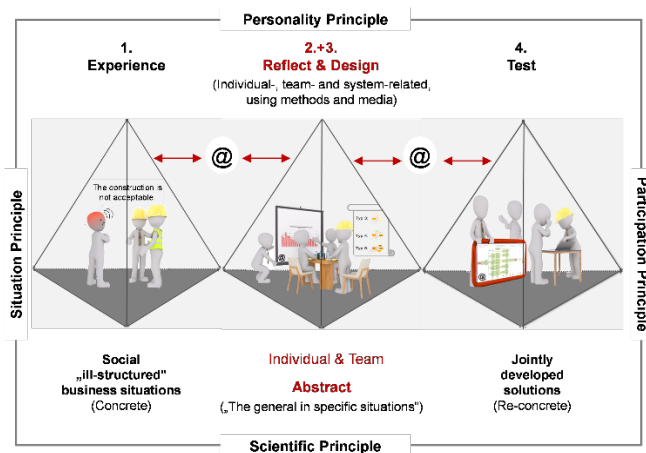 Personality Principle
1.
Experience
2.+3.
Reflect & Design
(Individual-, team- and system-related,
using methods and media)
4.
Test
Situation Principle
Participation Principle
@
@
The construction is
not acceptable
@
@
Individual & Team
Social
„ill-structured"
business situations
(Concrete)
Abstract
(„The general in specific situations")
Jointly
developed
solutions
(Re-concrete)
Scientific Principle